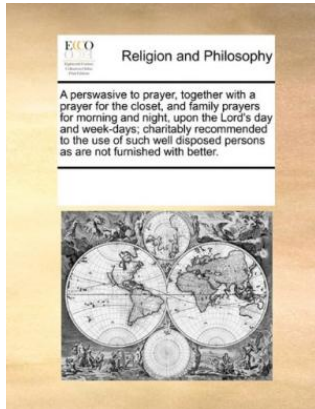 ECCO
Religion and Philosophy
A perswasive to prayer, together with a
prayer for the closet, and family prayers
for morning and night, upon the Lord's day
and week-days; charitably recommended
to the use of such well disposed persons
as are not furnished with better.